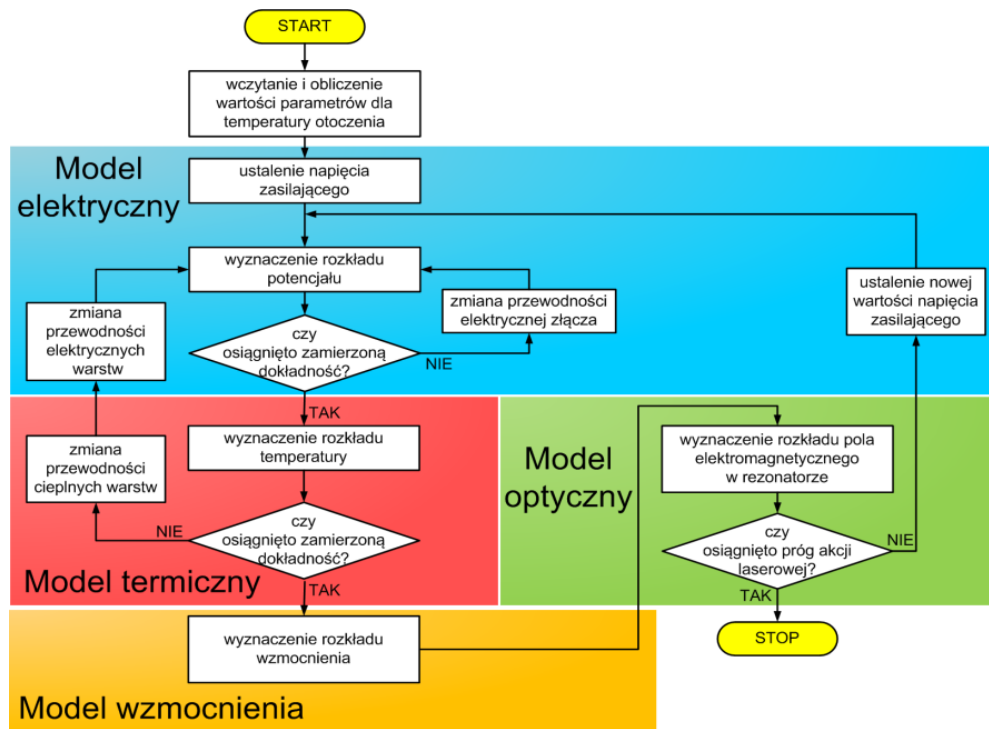 START
wczytanie i obliczenie
wartości parametrów dla
temperatury otoczenia
Model
elektryczny
ustalenie napięcia
zasilającego
wyznaczenie rozkładu
potencjału
zmiana
przewodności
elektrycznych
warstw
zmiana przewodności
elektrycznej złącza
ustalenie nowej
wartości napięcia
zasilającego
czy
osiągnięto zamierzoną
dokładność?
NIE
TAK
wyznaczenie rozkładu
temperatury
zmiana
przewodności
cieplnych warstw
czy
osiągnięto zamierzoną
dokładność?
NIE
Model termiczny
TAK
Model
optyczny
wyznaczenie rozkładu pola
elektromagnetycznego
w rezonatorze
czy
osiągnięto próg akcji
laserowej?
NIE
TAK
STOP
wyznaczenie rozkładu
wzmocnienia
Model wzmocnienia